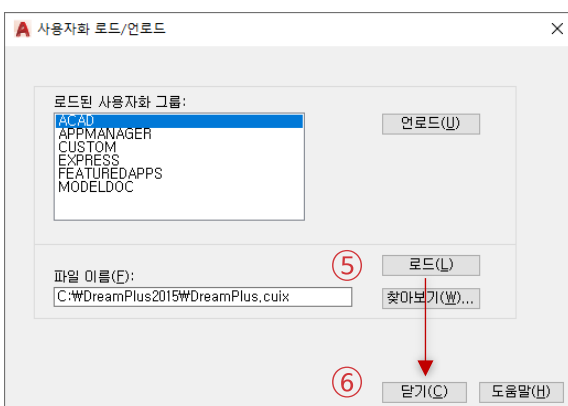 사용자화 로드/언로드
로드된 사용자화 그룹:
ACAD
APPMANAGER
CUSTOM
EXPRESS
FEATUREDAPPS
MODELDOC
언로드(U)
⑤
로드(L)
파일 이름(F):
C:₩DreamPlus2015₩DreamPlus.cuix
찾아보기(W)...
⑥
닫기(C)
도움말(H)